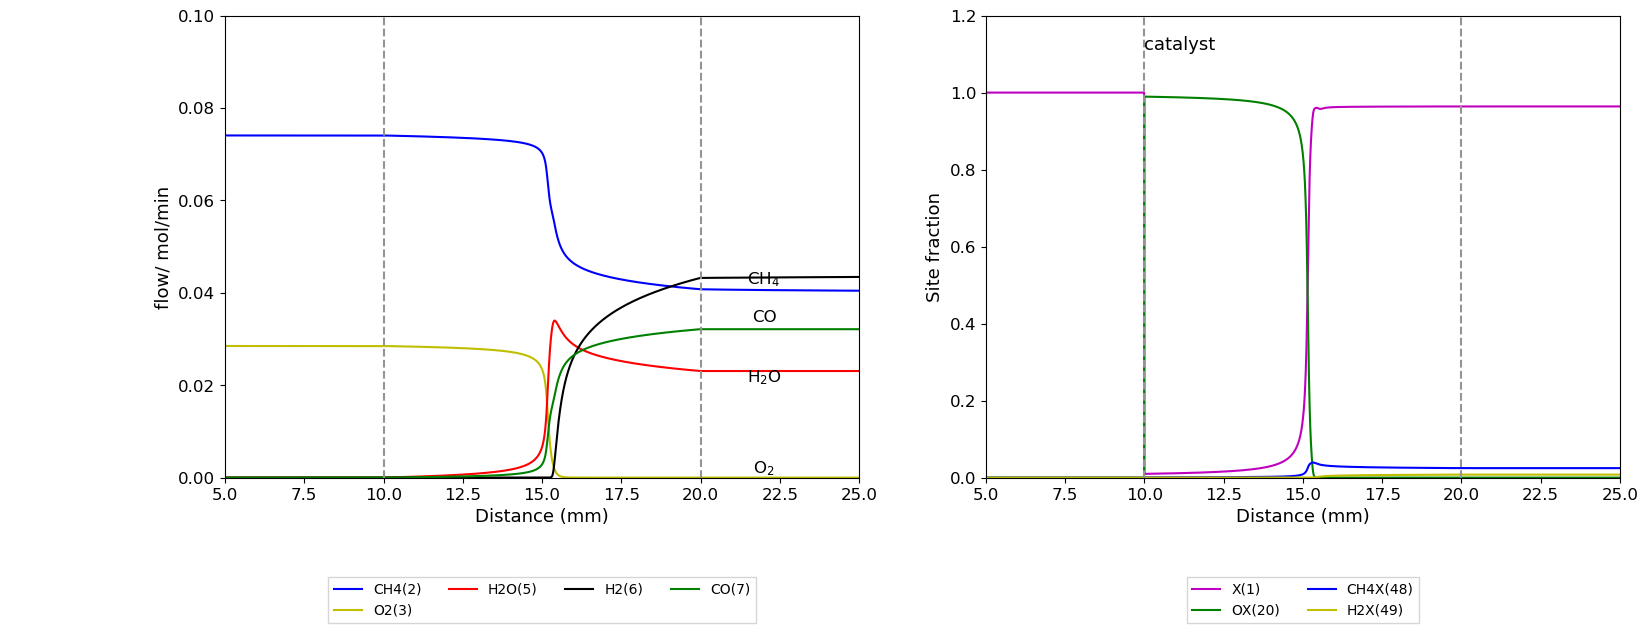 0.10
0.08
0.06
0.04
0.02
0.00
flow/ mol/min
CH₄
CO
H₂O
O₂
5.0 7.5 10.0 12.5 15.0 17.5 20.0 22.5 25.0
Distance (mm)
CH4(2) H2O(5) H2(6) CO(7)
O2(3)
1.2
1.0
0.8
0.6
0.4
0.2
0.0
Site fraction
catalyst
5.0 7.5 10.0 12.5 15.0 17.5 20.0 22.5 25.0
Distance (mm)
X(1) CH4X(48)
OX(20) H2X(49)